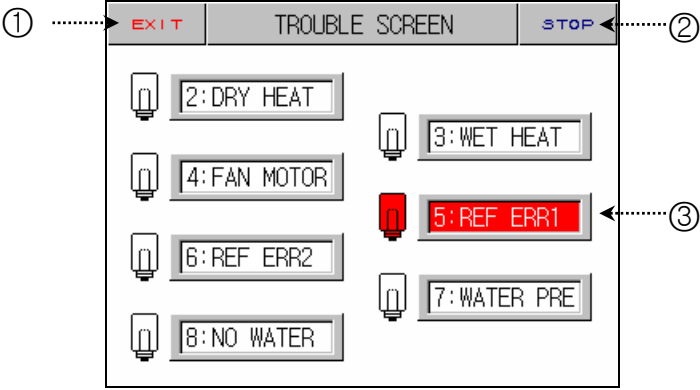 ① EXIT TROUBLE SCREEN STOP ②
2:DRY HEAT
3:WET HEAT
4:FAN MOTOR
5:REF ERR1 ③
6:REF ERR2
7:WATER PRE
8:NO WATER